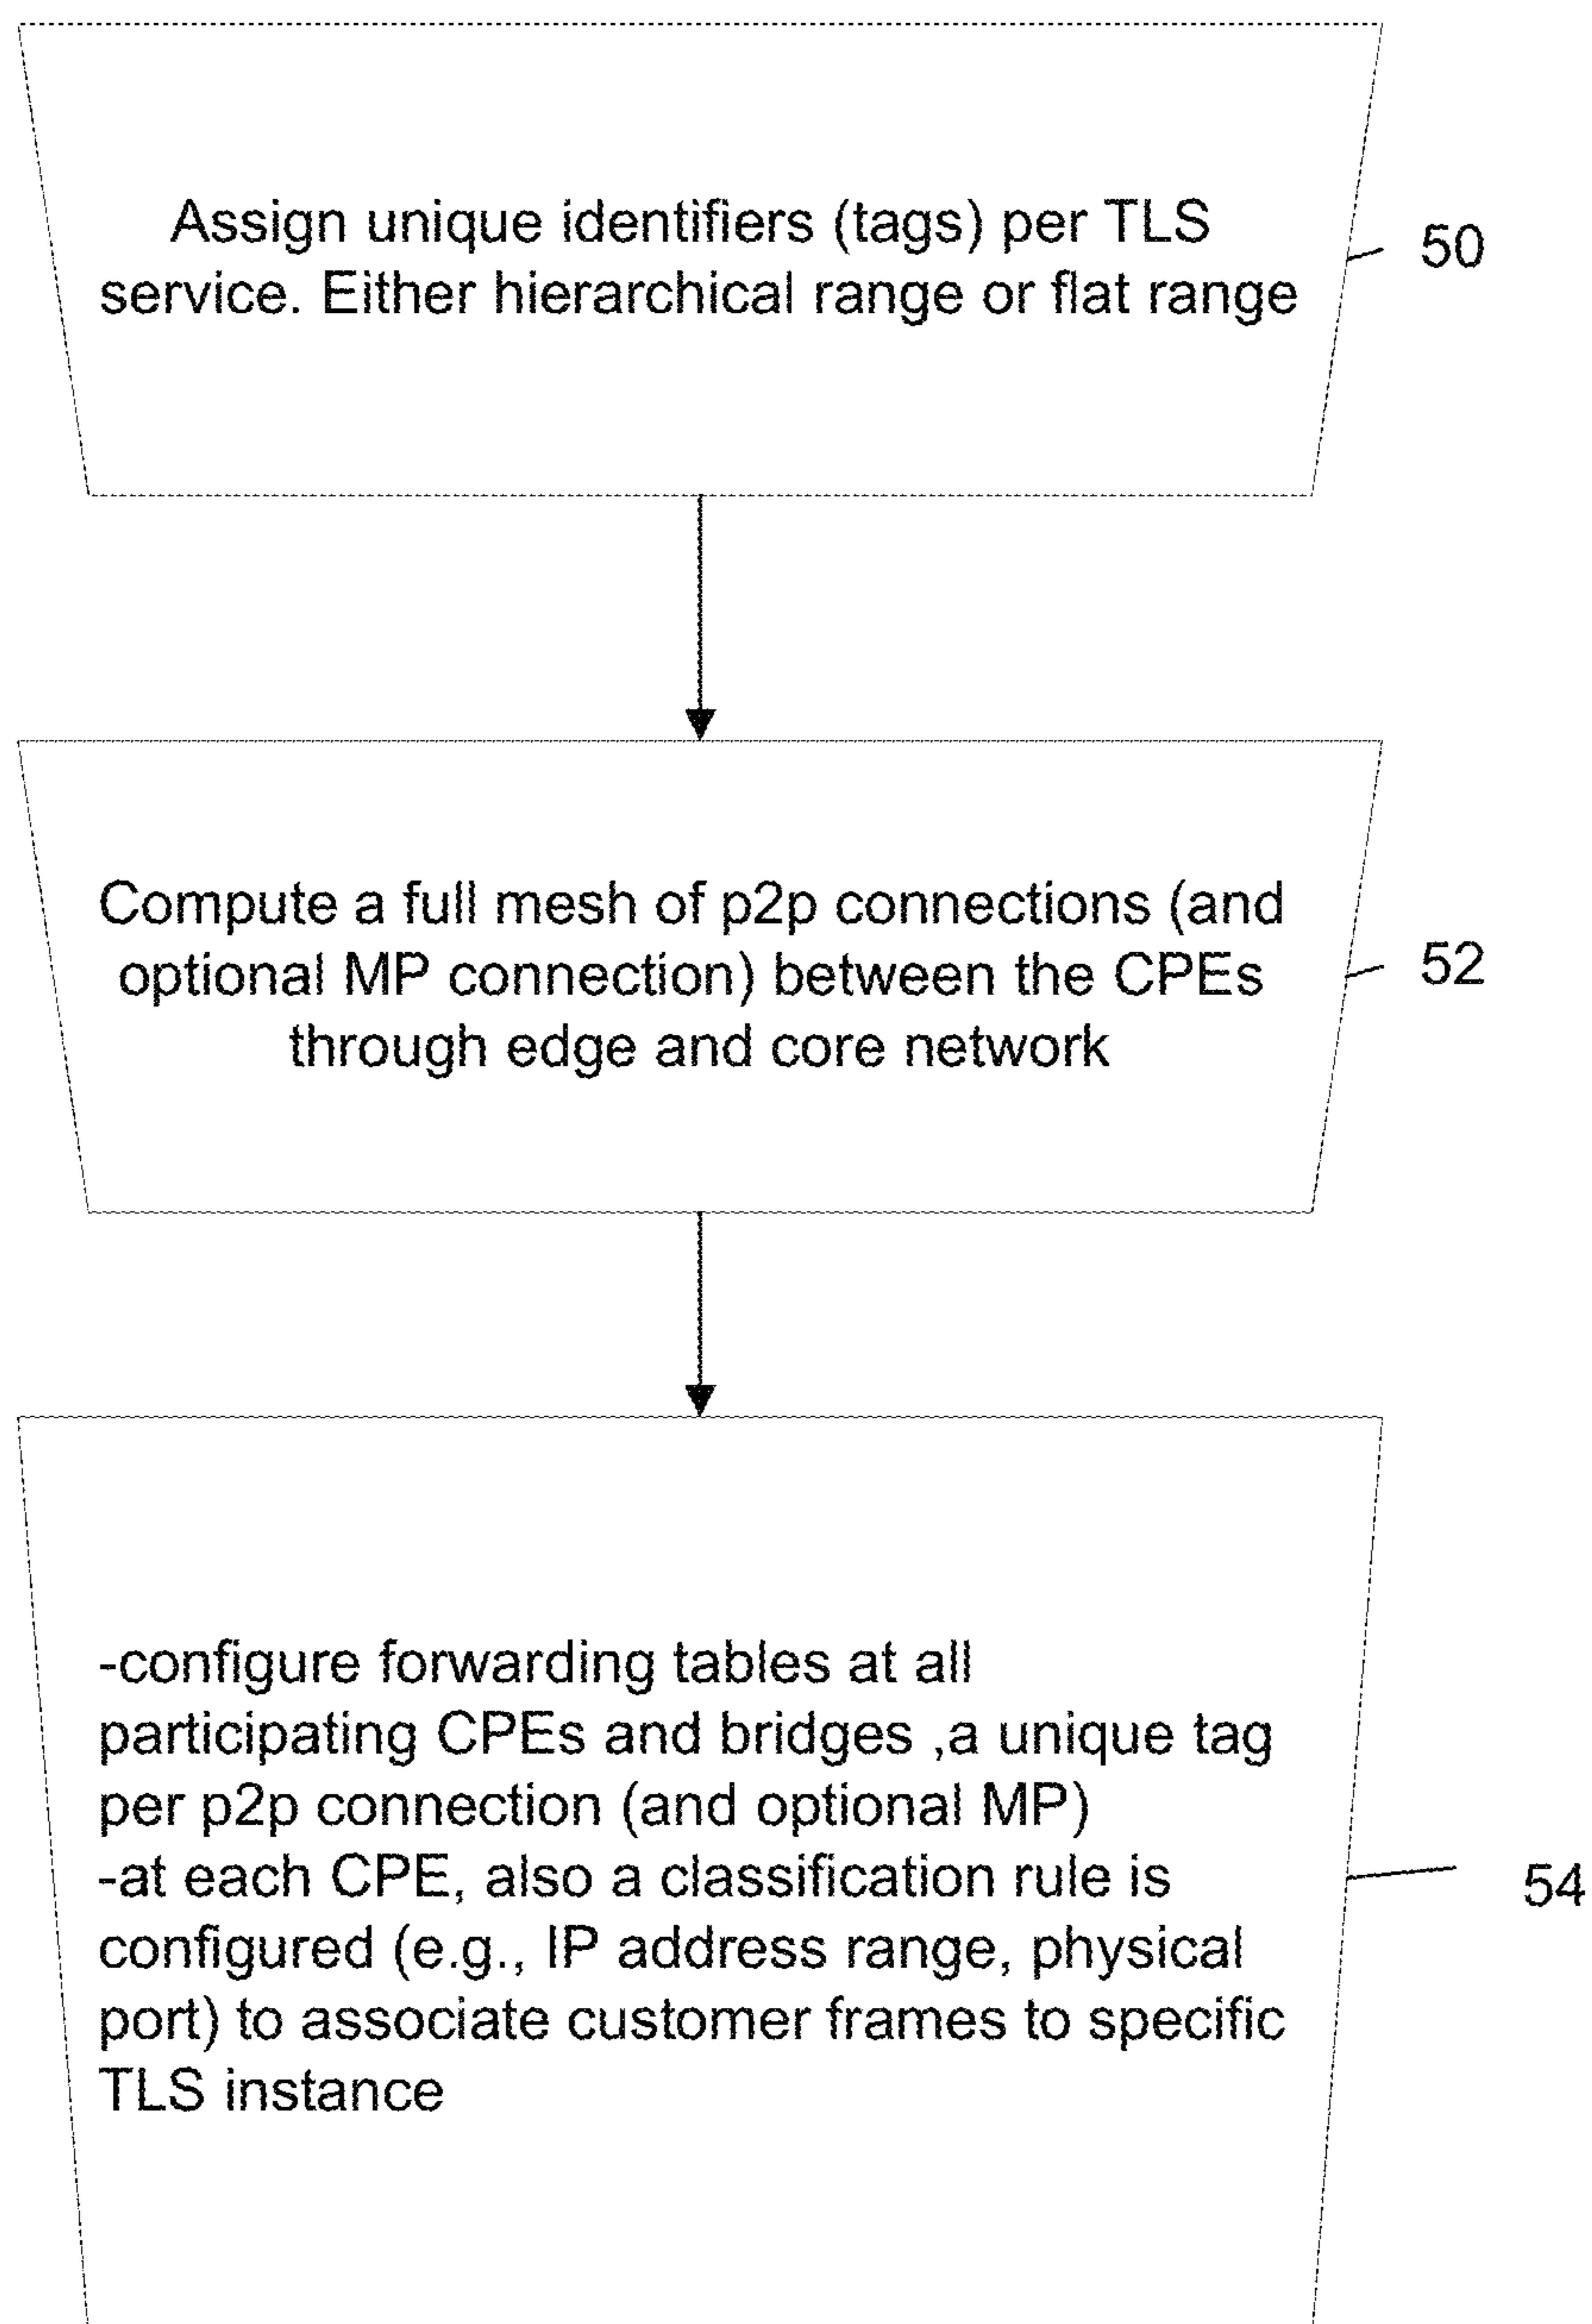 Assign unique identifiers (tags) per TLS
service. Either hierarchical range or flat range
50
Compute a full mesh of p2p connections (and
optional MP connection) between the CPEs
through edge and core network
52
-configure forwarding tables at all
participating CPEs and bridges ,a unique tag
per p2p connection (and optional MP)
-at each CPE, also a classification rule is
configured (e.g., IP address range, physical
port) to associate customer frames to specific
TLS instance
54